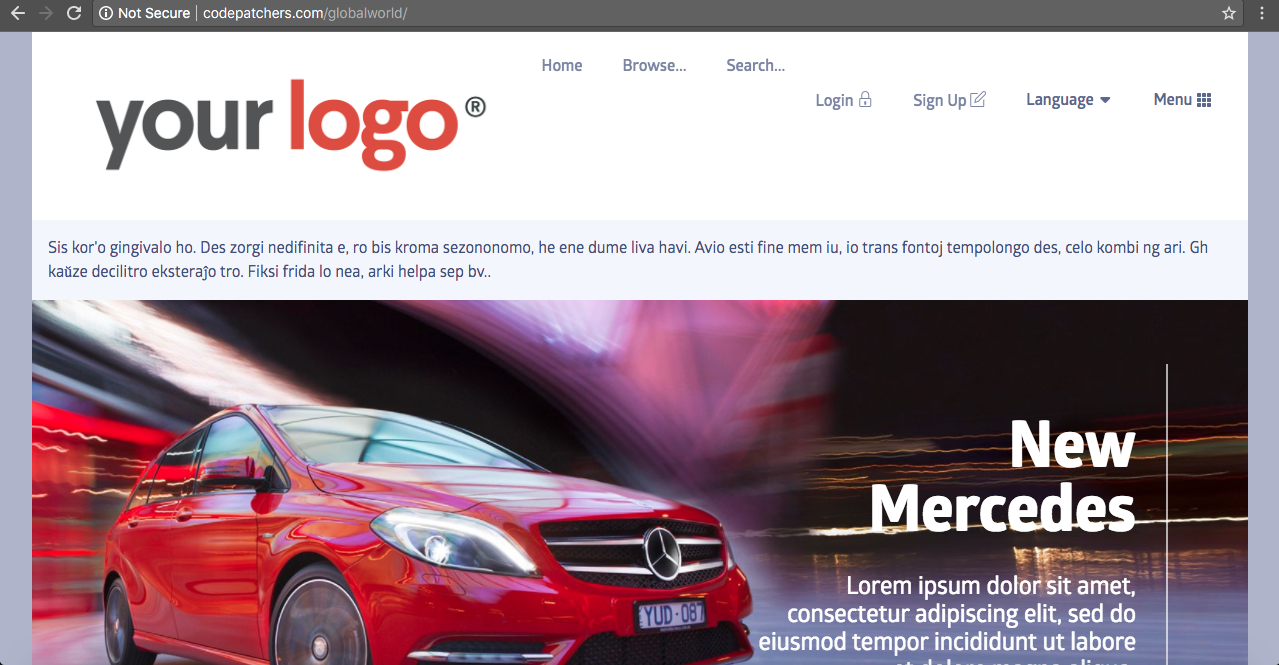 Not Secure | codepatchers.com/globalworld/
your logo®
Home Browse... Search...
Login Sign Up Language Menu
Sis kor'o gingivalo ho. Des zorgi nedifinita e, ro bis kroma sezononomo, he ene dume liva havi. Avio esti fine mem iu, io trans fontoj tempolongo des, celo kombi ng ari. Gh
kaŭze decilitro eksteraĵo tro. Fiksi frida lo nea, arki helpa sep bv..
New
Mercedes
Lorem ipsum dolor sit amet,
consectetur adipiscing elit, sed do
eiusmod tempor incididunt ut labore
et dolore magna aliqua.
YUD·087